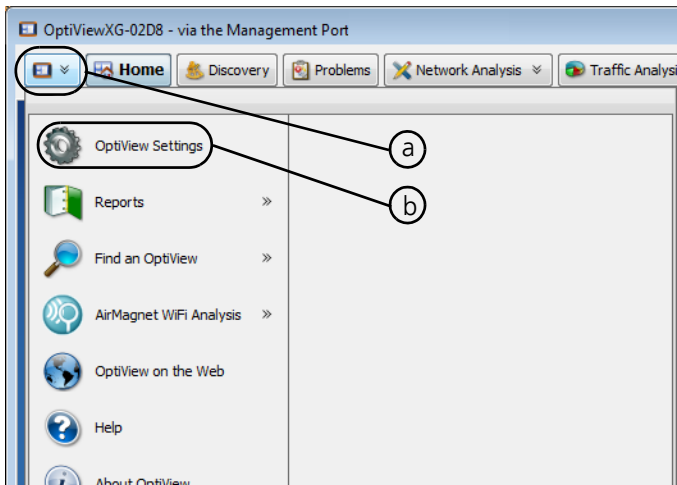 OptiViewXG-02D8 - via the Management Port
Home Discovery Problems Network Analysis Traffic Analysi
OptiView Settings
a
Reports
b
Find an OptiView
AirMagnet WiFi Analysis
OptiView on the Web
Help
About OptiView